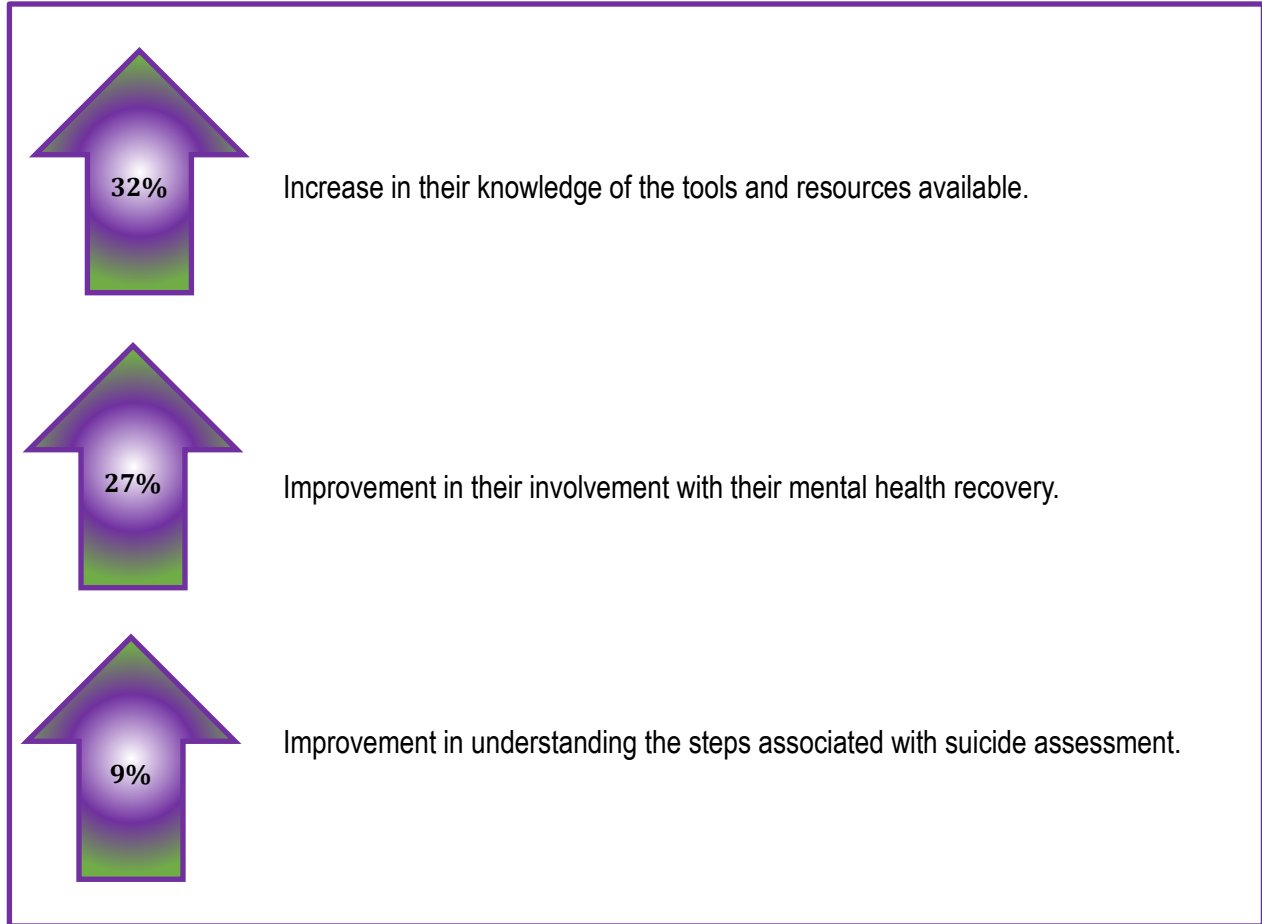 32%
Increase in their knowledge of the tools and resources available.
27%
Improvement in their involvement with their mental health recovery.
9%
Improvement in understanding the steps associated with suicide assessment.